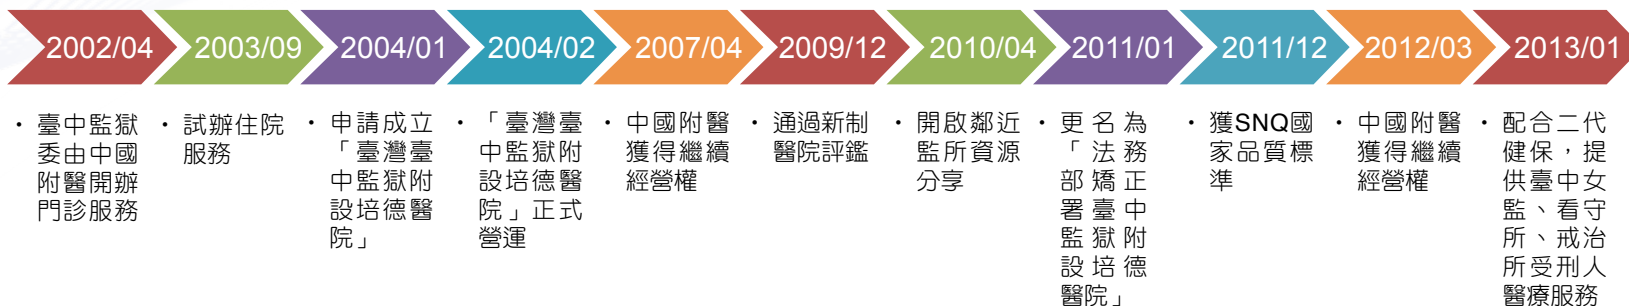 2002/04
2003/09
2004/01
2004/02
2007/04
2009/12
2010/04
2011/01
2011/12
2012/03
2013/01
• 臺中監獄
委由中國
附醫開辦
門診服務
• 試辦住院
服務
• 申請成立
「臺灣臺
中監獄附
設培德醫
院」
• 「臺灣臺
中監獄附
設培德醫
院」正式
營運
• 中國附醫
獲得繼續
經營權
• 通過新制
醫院評鑑
• 開啟鄰近
監所資源
分享
• 更名為
「法務
部矯正
署臺中
監獄附
設培德
醫院」
• 獲SNQ國
家品質標
準
• 中國附醫
獲得繼續
經營權
• 配合二代
健保，提
供臺中女
監、看守
所、戒治
所受刑人
醫療服務